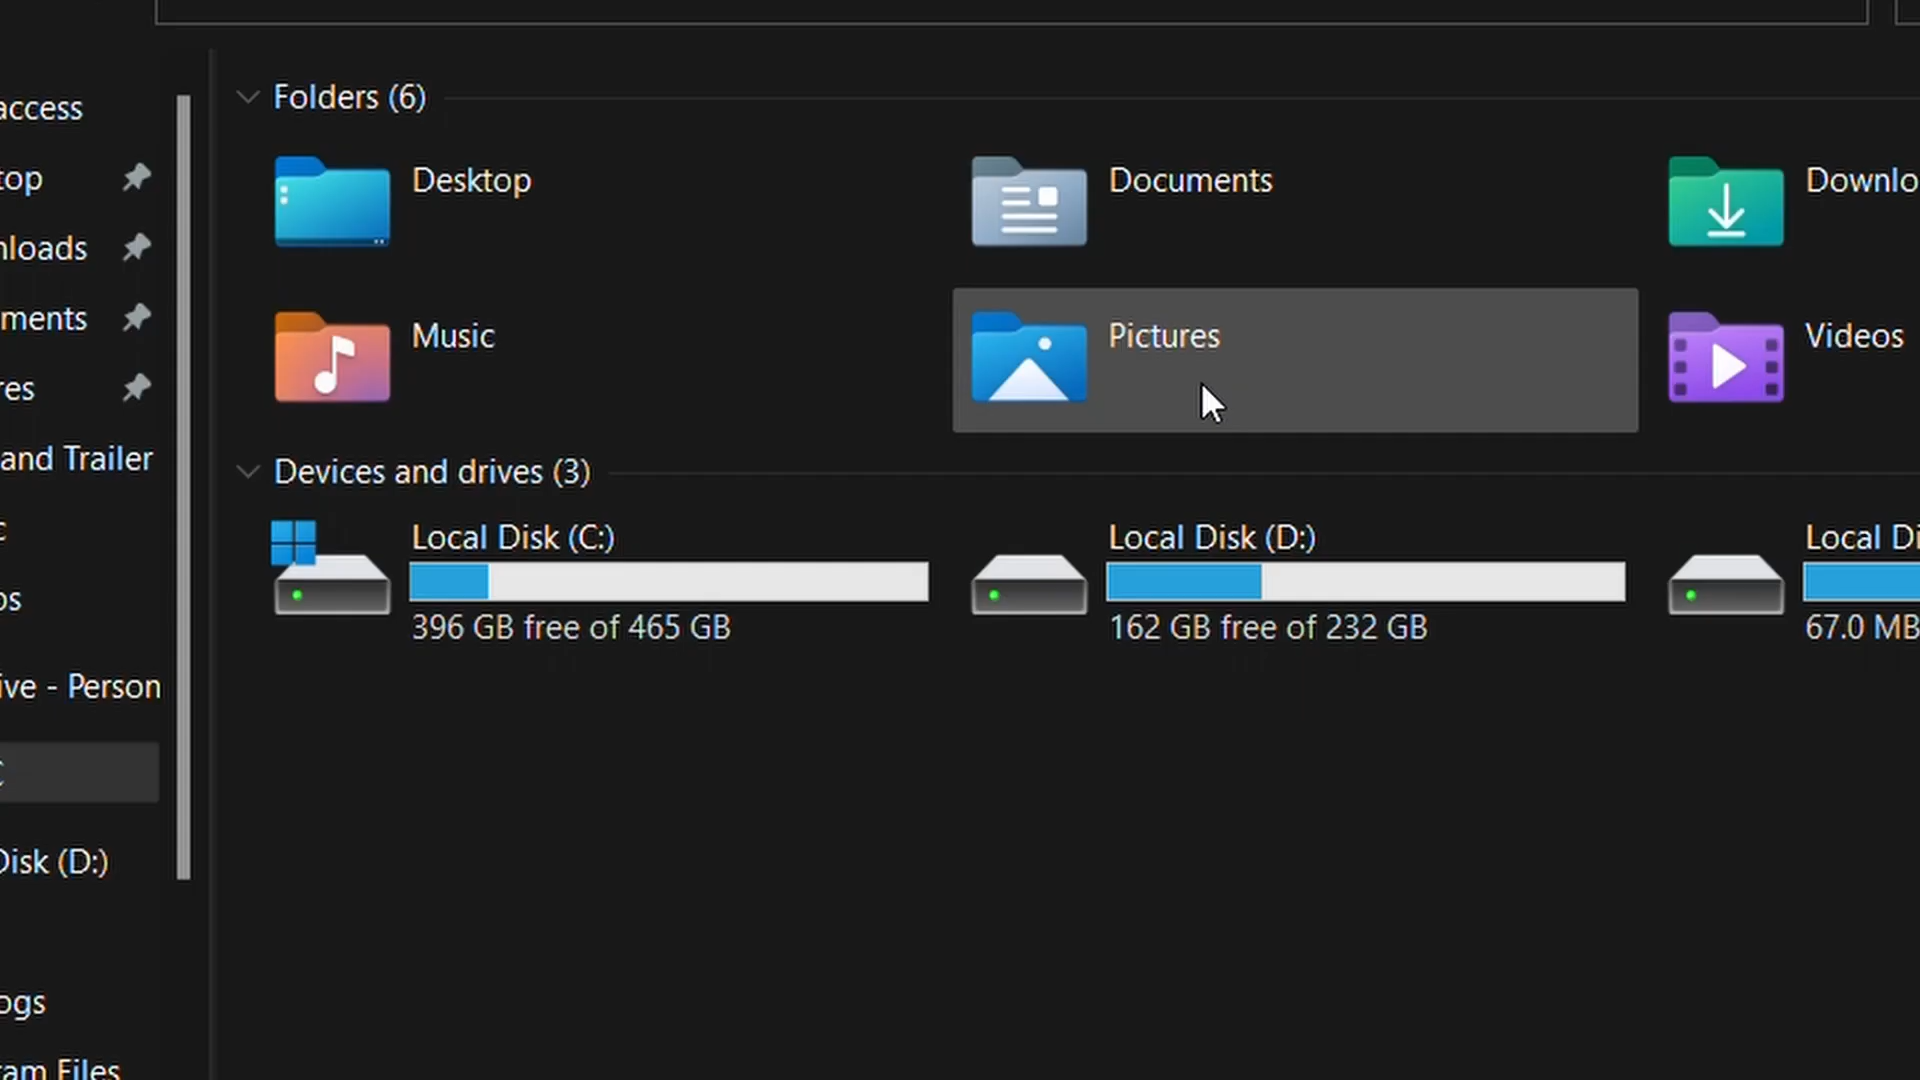 access
top
nloads
ments
res
and Trailer
os
ive - Person
Disk (D:)
ogs
am Files
Folders (6)
Desktop
Documents
Downlo
Music
Pictures
Videos
Devices and drives (3)
Local Disk (C:)
396 GB free of 465 GB
Local Disk (D:)
162 GB free of 232 GB
Local Di
67.0 MB